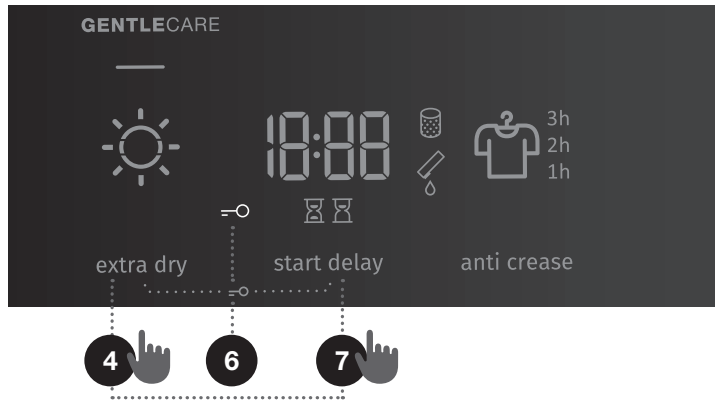 GENTLECARE
18:88
3h
2h
1h
extra dry
start delay
anti crease
4
6
7